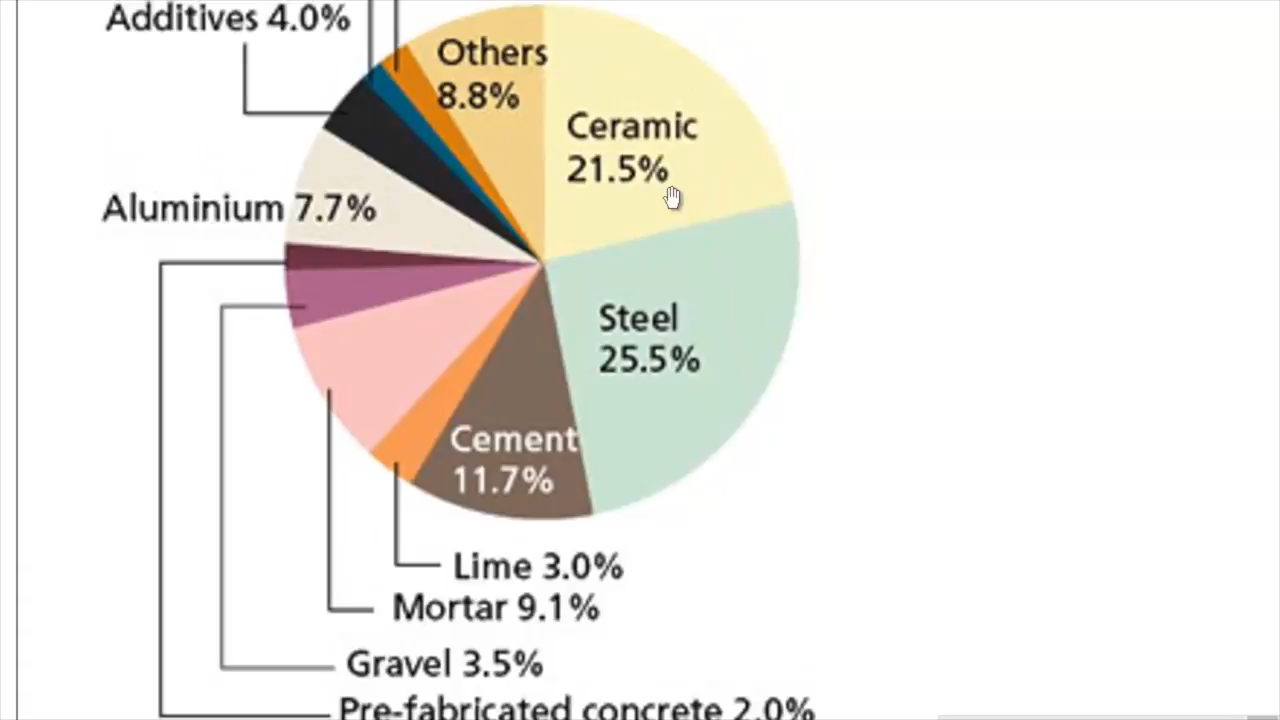 Additives 4.0%
Others
8.8%
Ceramic
21.5%
Aluminium 7.7%
Steel
25.5%
Cement
11.7%
Lime 3.0%
Mortar 9.1%
Gravel 3.5%
Pre-fabricated concrete 2.0%